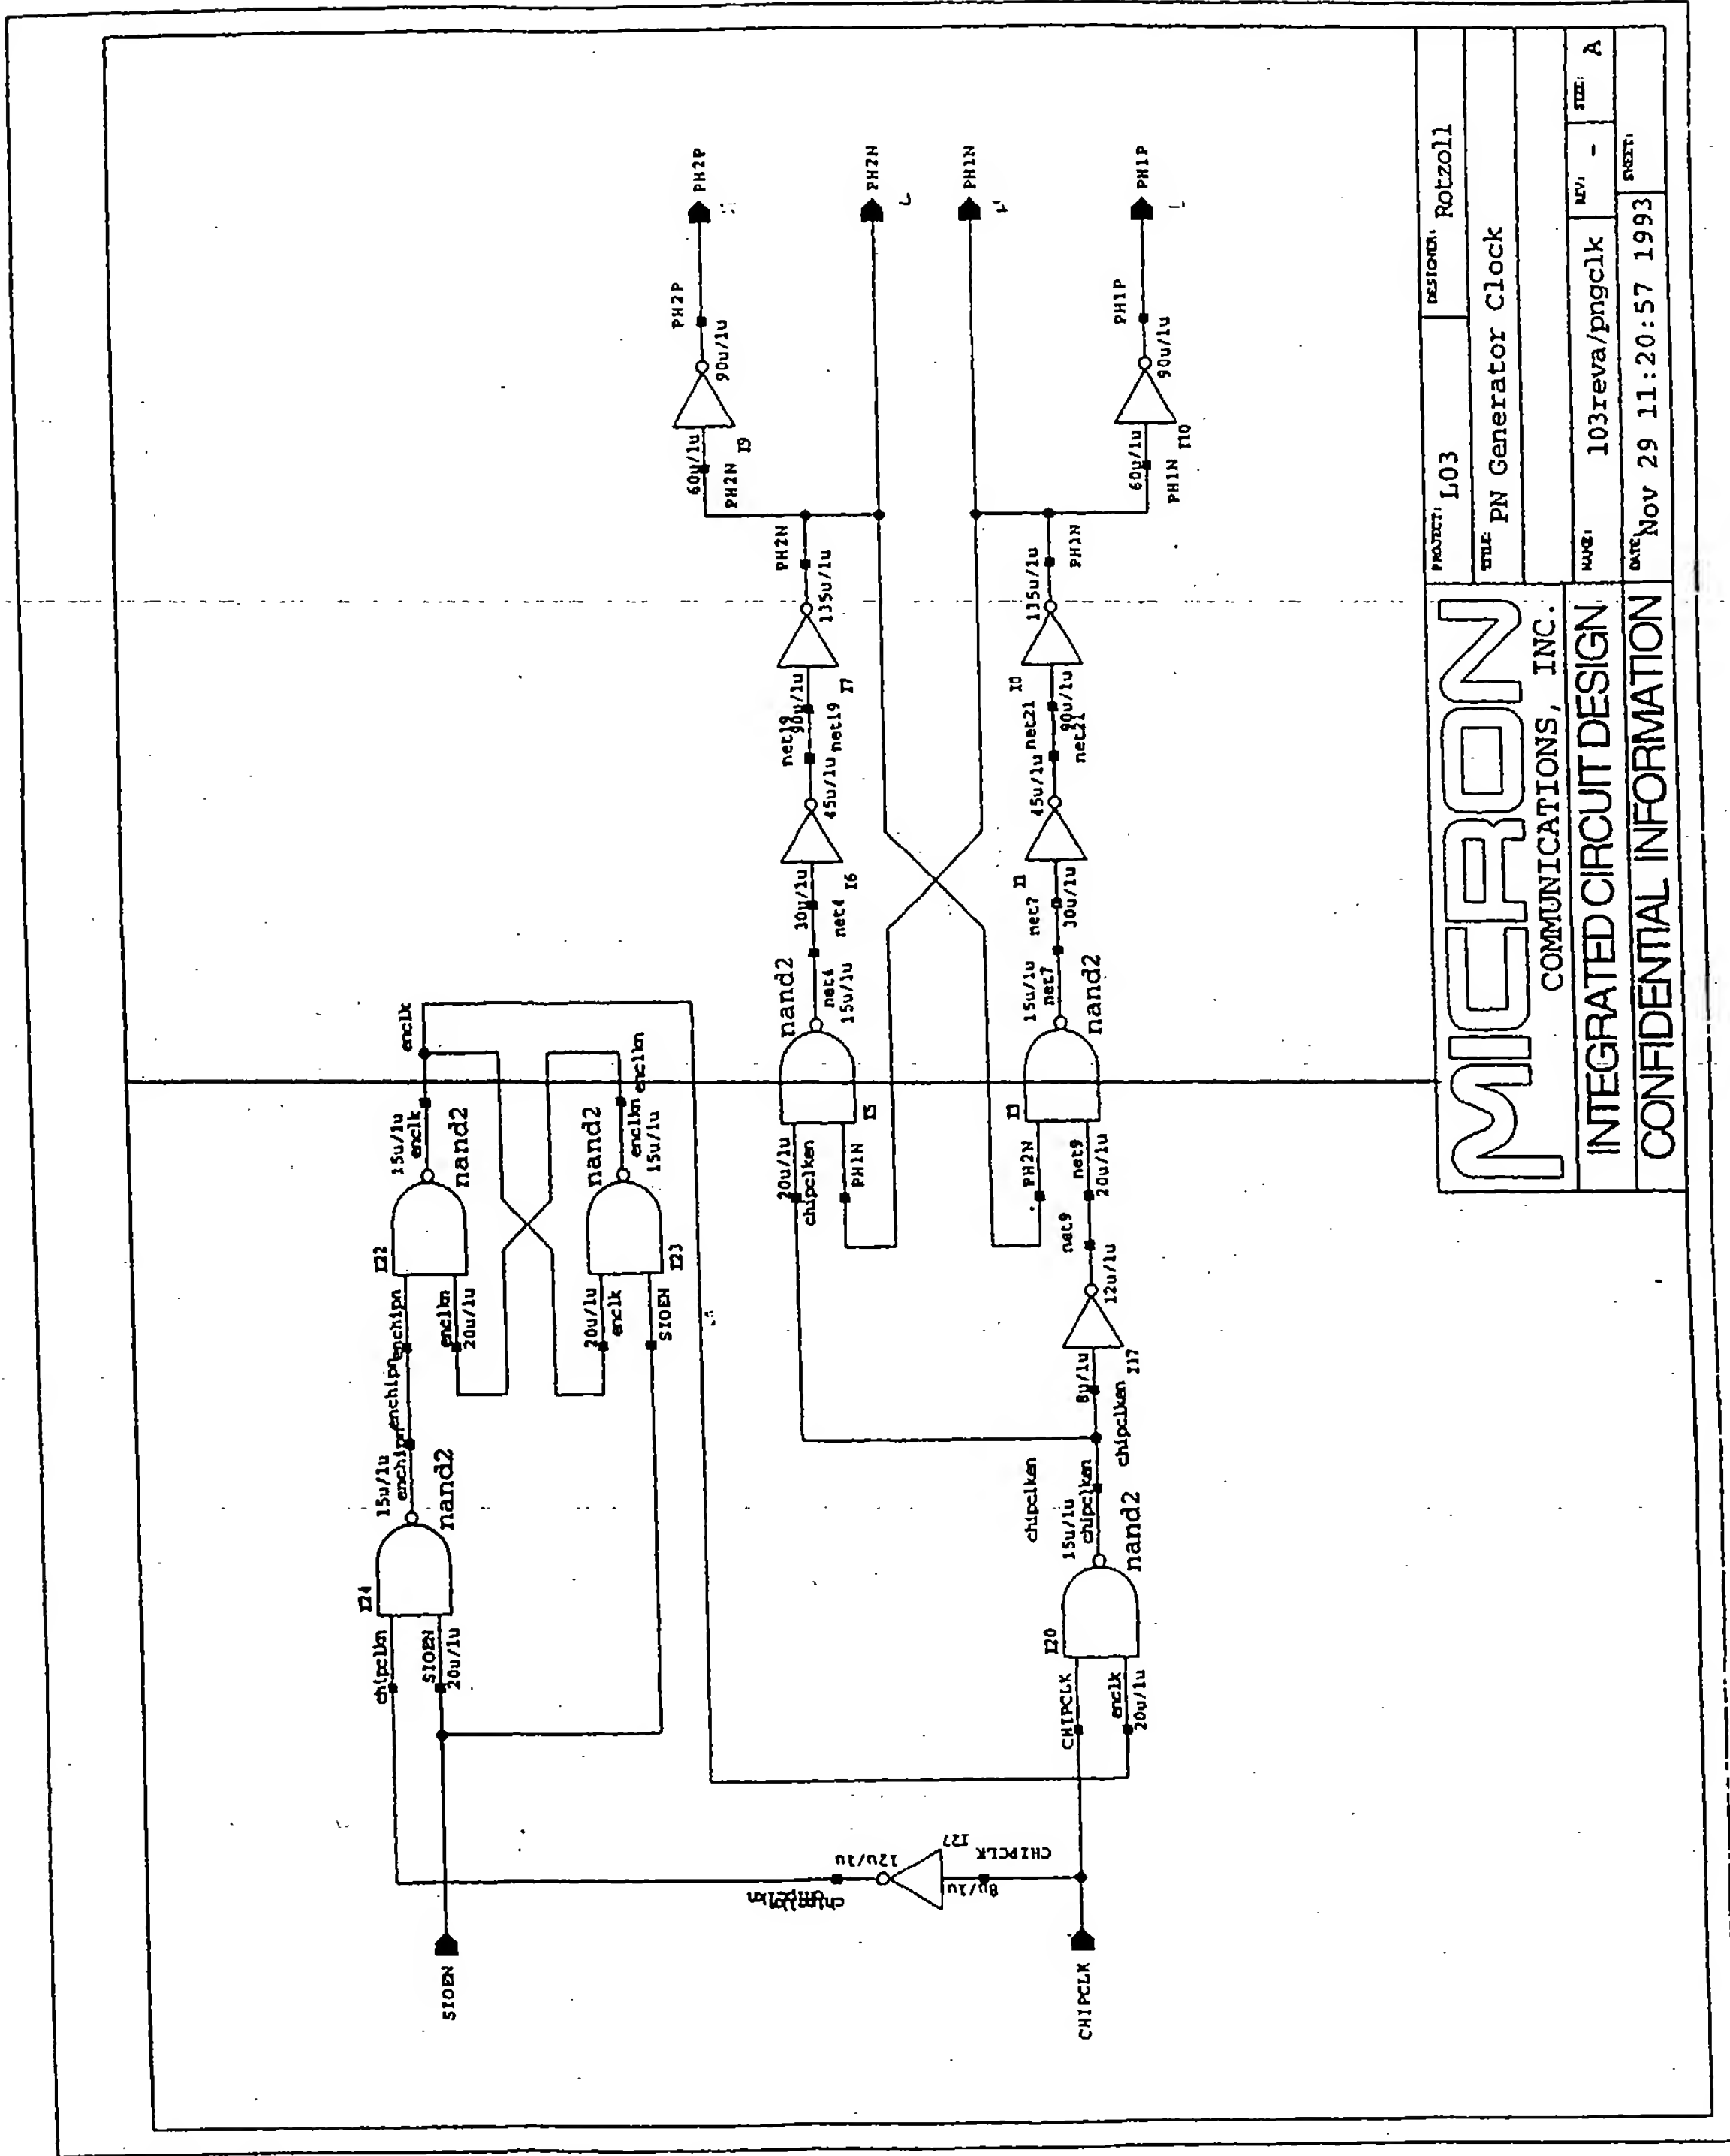 SIOEN
CHIPCLK
CHIPCLK
8u/1u
I27
12u/1u
chipclkn
chipclkn
SIOEN
20u/1u
I24
15u/1u
enchipn
nand2
enchipn
enchipn
enclkn
20u/1u
I22
15u/1u
enclk
nand2
enclk
20u/1u
enclk
SIOEN
I23
nand2
enclkn
15u/1u
enclkn
CHIPCLK
enclk
20u/1u
I20
15u/1u
chipclken
nand2
chipclken
chipclken
8u/1u
I17
12u/1u
net9
20u/1u
chipclken
PH1N
I5
nand2
net4
15u/1u
30u/1u
net4
I6
45u/1u
net19
net19
90u/1u
I7
135u/1u
PH2N
60u/1u
PH2N
I9
90u/1u
PH2P
PH2P
PH2N
PH1N
PH2N
net9
20u/1u
I3
15u/1u
net7
nand2
net7
30u/1u
I1
45u/1u
net21
net21
90u/1u
I0
135u/1u
PH1N
60u/1u
PH1N
I10
90u/1u
PH1P
PH1P
MICRON
COMMUNICATIONS, INC.
INTEGRATED CIRCUIT DESIGN
CONFIDENTIAL INFORMATION
PROJECT: L03
DESIGNER: Rotzoll
TITLE: PN Generator Clock
NAME: l03reva/pngclk
REV: -
SIZE: A
DATE: Nov 29 11:20:57 1993
SHEET: